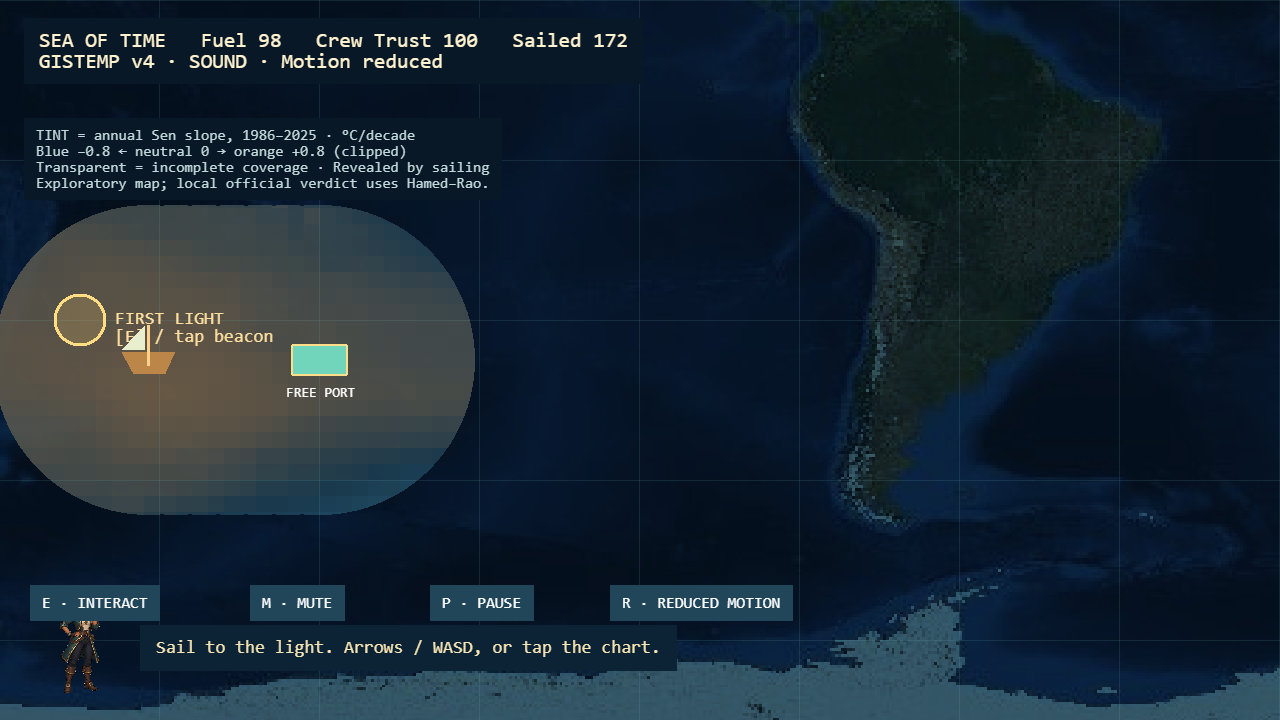 SEA OF TIME   Fuel 98   Crew Trust 100   Sailed 172
GISTEMP v4 · SOUND · Motion reduced
TINT = annual Sen slope, 1986–2025 · °C/decade
Blue −0.8 ← neutral 0 → orange +0.8 (clipped)
Transparent = incomplete coverage · Revealed by sailing
Exploratory map; local official verdict uses Hamed–Rao.
FIRST LIGHT
[E] / tap beacon
FREE PORT
E · INTERACT
M · MUTE
P · PAUSE
R · REDUCED MOTION
Sail to the light. Arrows / WASD, or tap the chart.